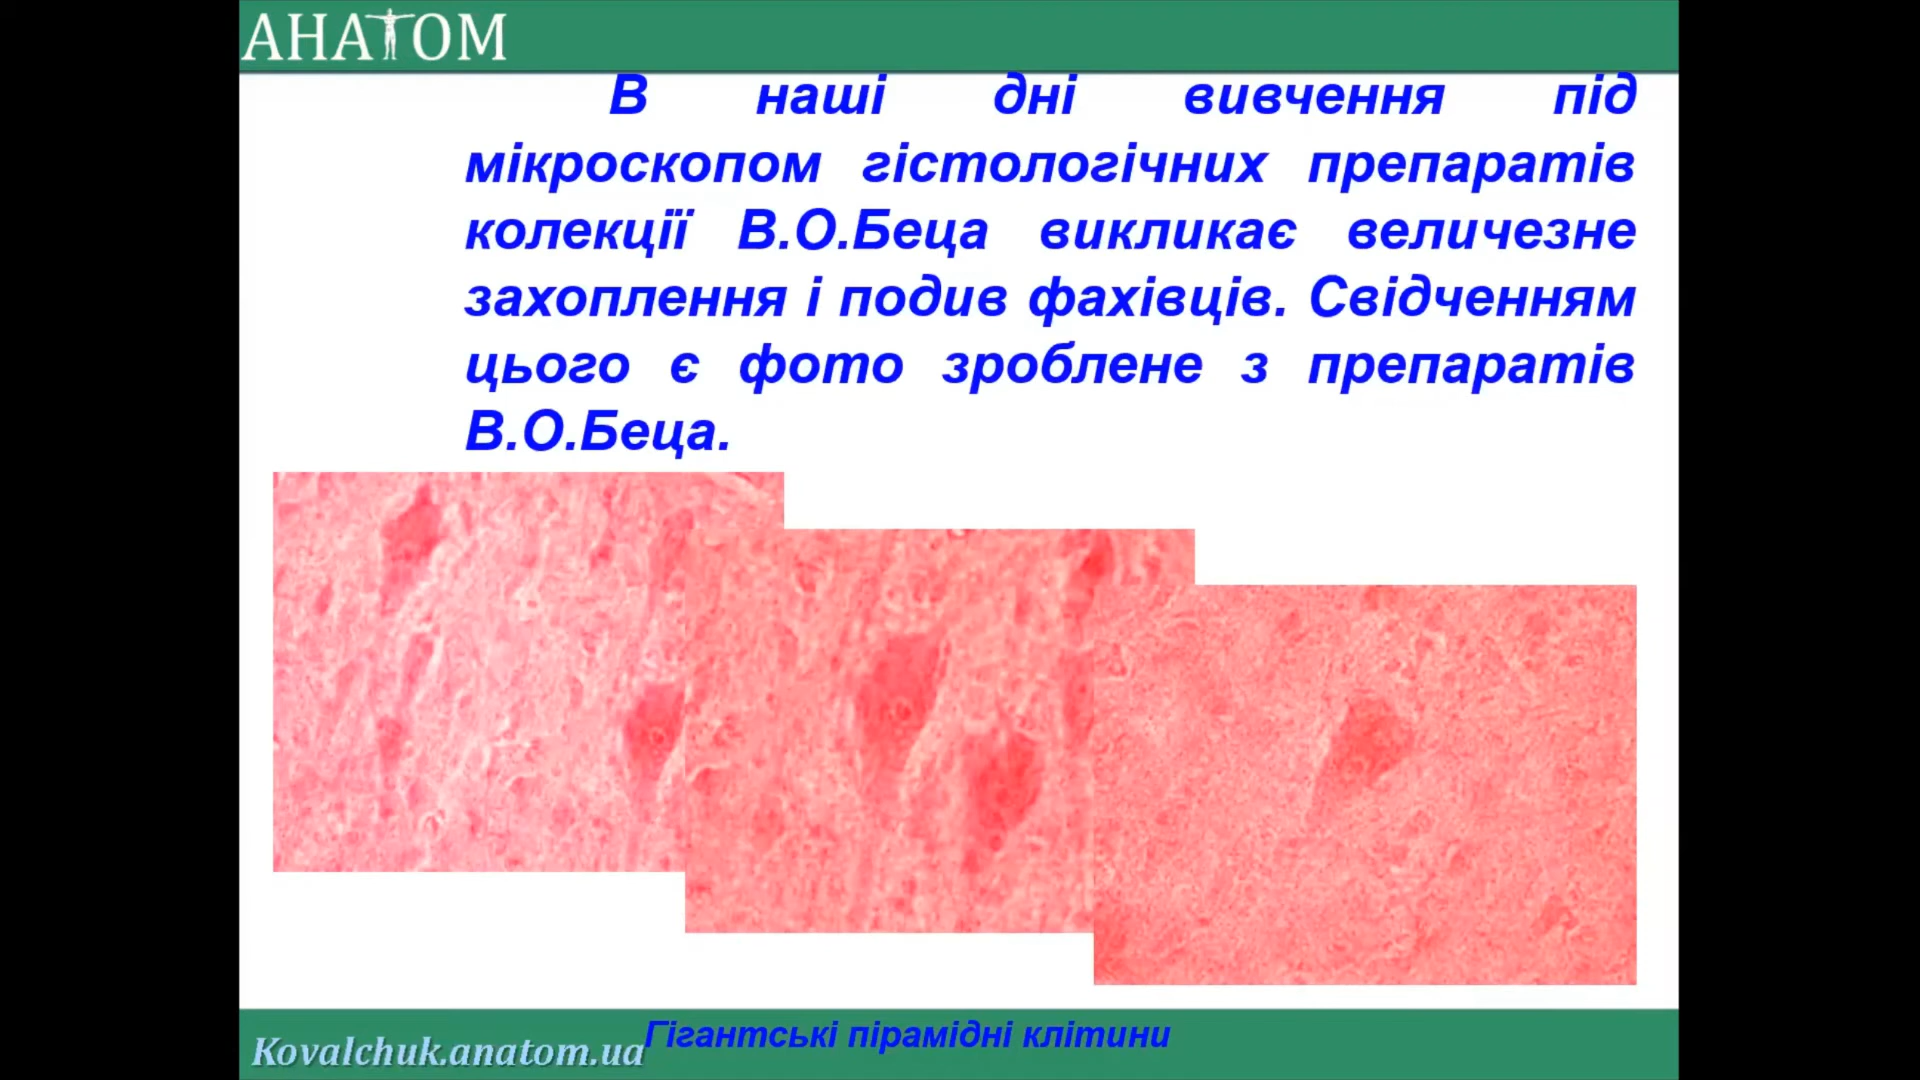 АНАТОМ
В наші дні вивчення під
мікроскопом гістологічних препаратів
колекції В.О.Беца викликає величезне
захоплення і подив фахівців. Свідченням
цього є фото зроблене з препаратів
В.О.Беца.
Гігантські пірамідні клітини
Kovalchuk.anatom.ua